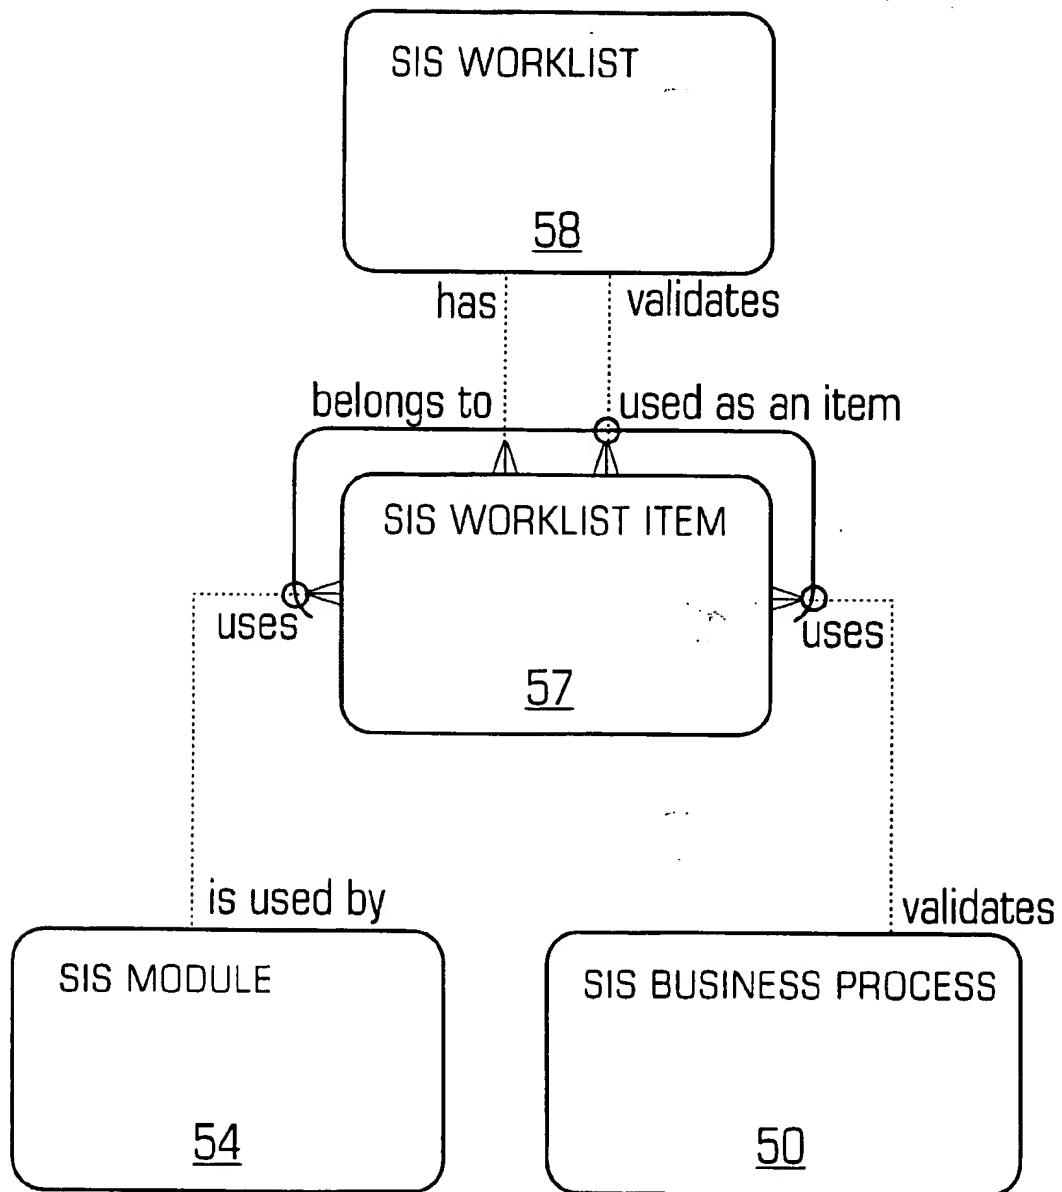 SIS WORKLIST
58
has
validates
belongs to
used as an item
SIS WORKLIST ITEM
57
uses
uses
is used by
validates
SIS MODULE
54
SIS BUSINESS PROCESS
50